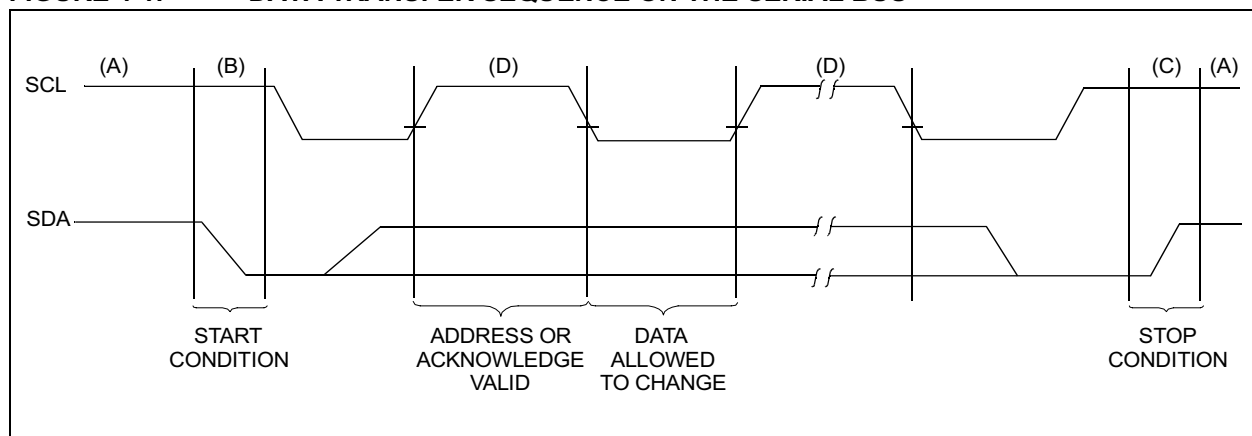 (A) (B) (D) (D) (C) (A)
SCL
SDA
START
CONDITION
ADDRESS OR
ACKNOWLEDGE
VALID
DATA
ALLOWED
TO CHANGE
STOP
CONDITION